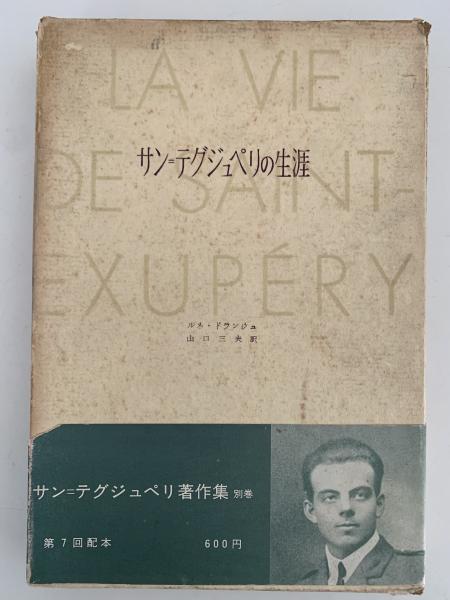 LA VIE
サン=テグジュペリの生涯
DE SAINT-
EXUPÉRY
ルネ・ドランジュ
山口三夫訳
サン=テグジュペリ著作集 別巻
第7回配本 600円